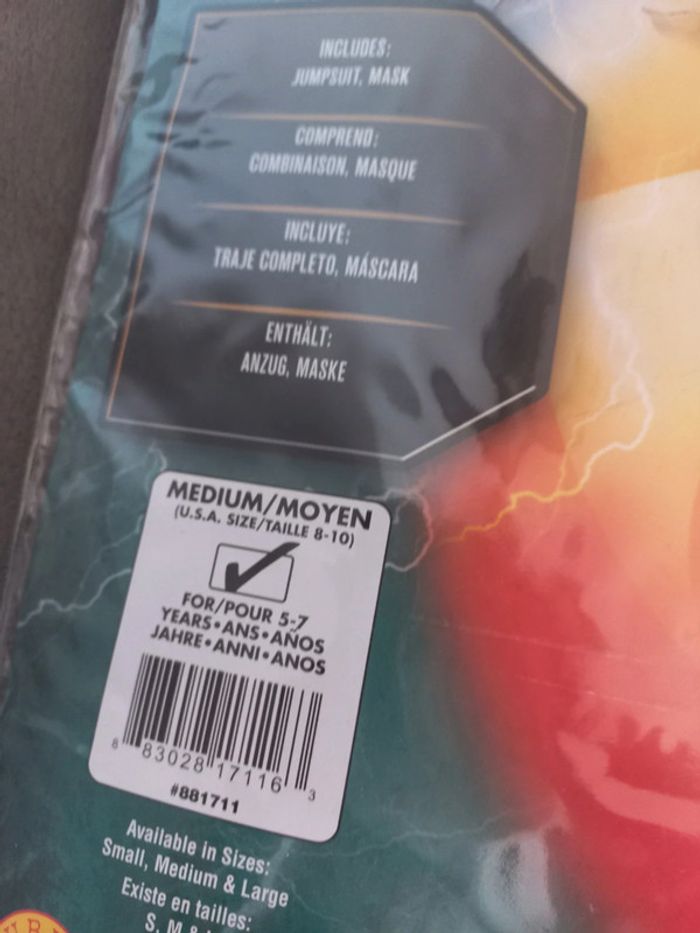 INCLUDES:
JUMPSUIT, MASK
COMPREND:
COMBINAISON, MASQUE
INCLUYE:
TRAJE COMPLETO, MÁSCARA
ENTHÄLT:
ANZUG, MASKE
MEDIUM/MOYEN
(U.S.A. SIZE/TAILLE 8-10)
FOR/POUR 5-7
YEARS•ANS•AÑOS
JAHRE•ANNI•ANOS
8 83028 17116 3
#881711
Available in Sizes:
Small, Medium & Large
Existe en tailles:
S, M &